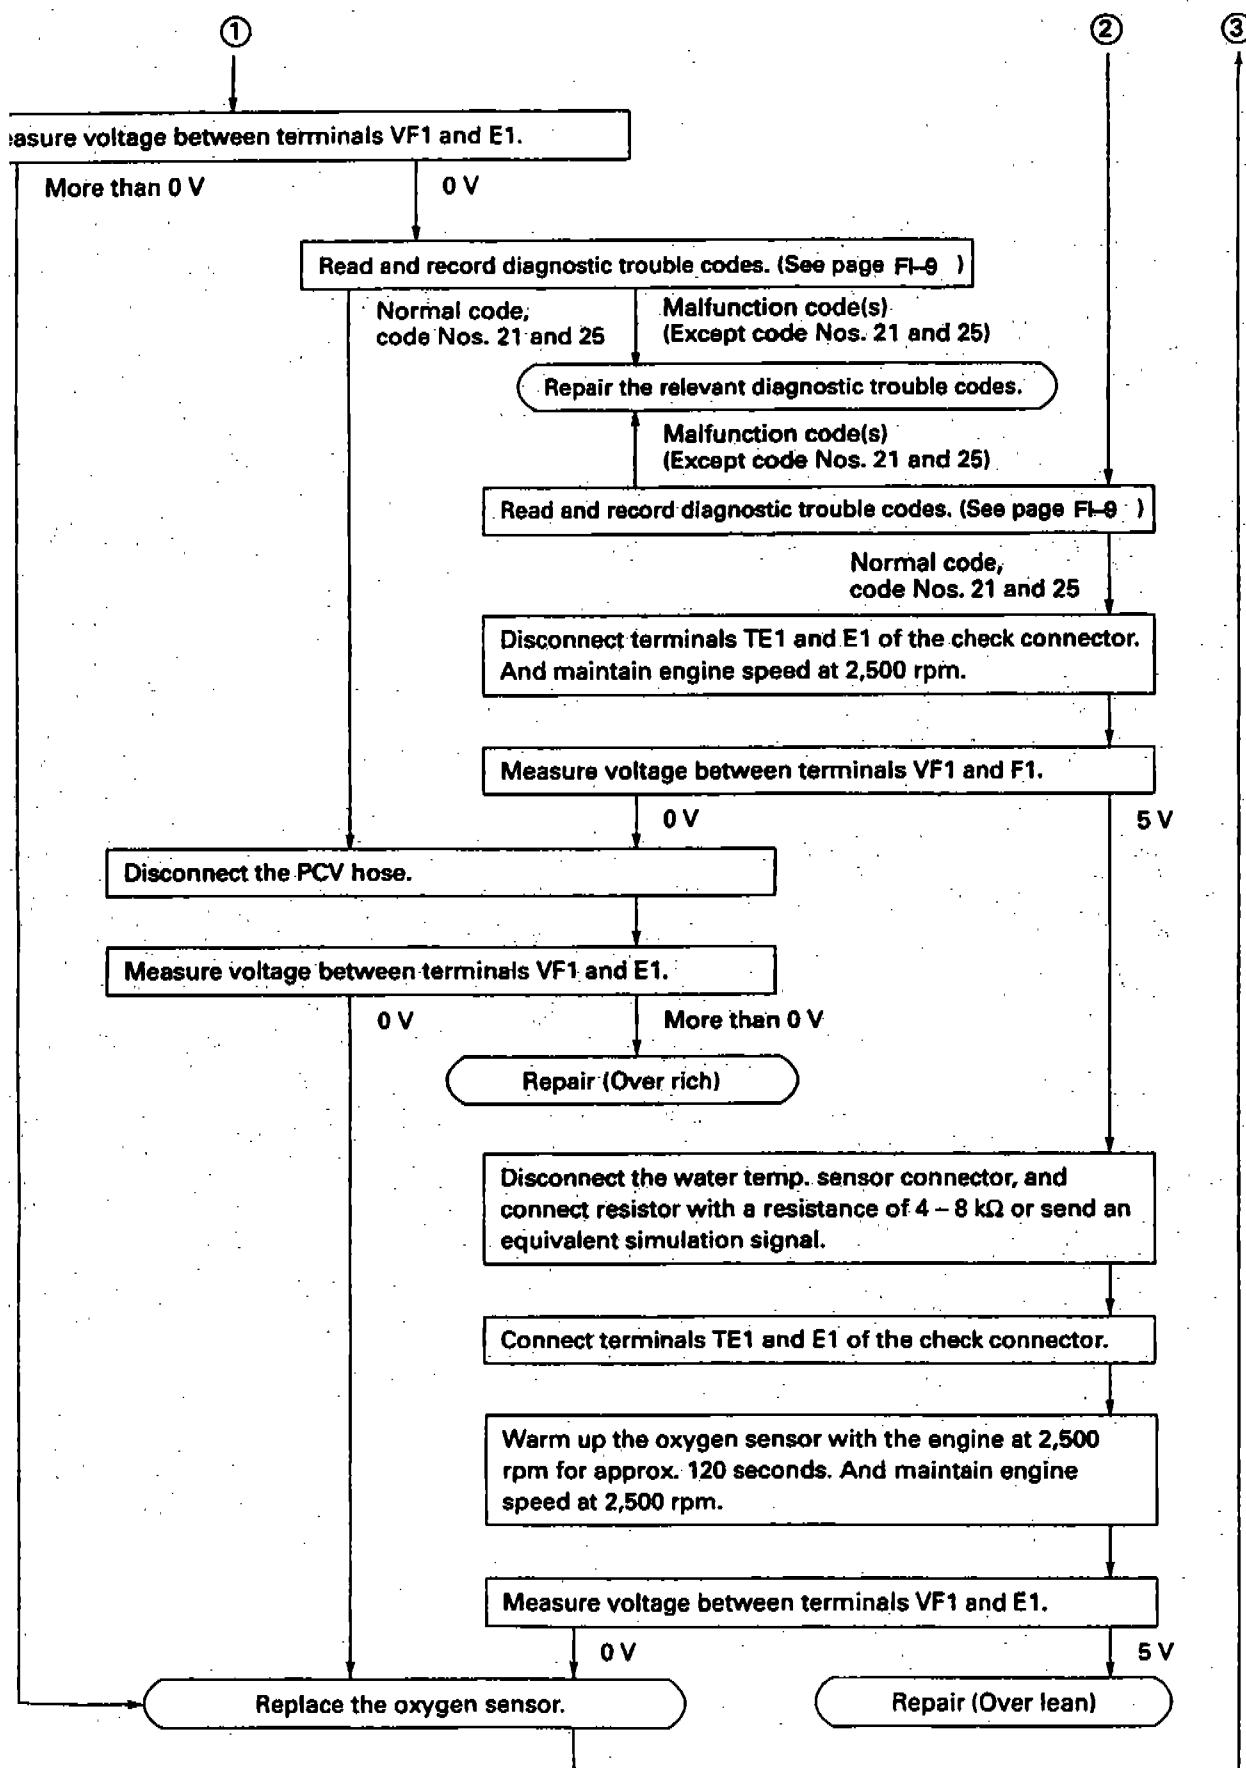 ① ② ③
easure voltage between terminals VF1 and E1.
More than 0 V
0 V
Read and record diagnostic trouble codes. (See page FI-9 )
Normal code,
code Nos. 21 and 25
Malfunction code(s)
(Except code Nos. 21 and 25)
Repair the relevant diagnostic trouble codes.
Malfunction code(s)
(Except code Nos. 21 and 25)
Read and record diagnostic trouble codes. (See page FI-9 )
Normal code,
code Nos. 21 and 25
Disconnect terminals TE1 and E1 of the check connector.
And maintain engine speed at 2,500 rpm.
Measure voltage between terminals VF1 and F1.
0 V
5 V
Disconnect the PCV hose.
Measure voltage between terminals VF1 and E1.
0 V
More than 0 V
Repair (Over rich)
Disconnect the water temp. sensor connector, and
connect resistor with a resistance of 4 – 8 kΩ or send an
equivalent simulation signal.
Connect terminals TE1 and E1 of the check connector.
Warm up the oxygen sensor with the engine at 2,500
rpm for approx. 120 seconds. And maintain engine
speed at 2,500 rpm.
Measure voltage between terminals VF1 and E1.
0 V
5 V
Replace the oxygen sensor.
Repair (Over lean)